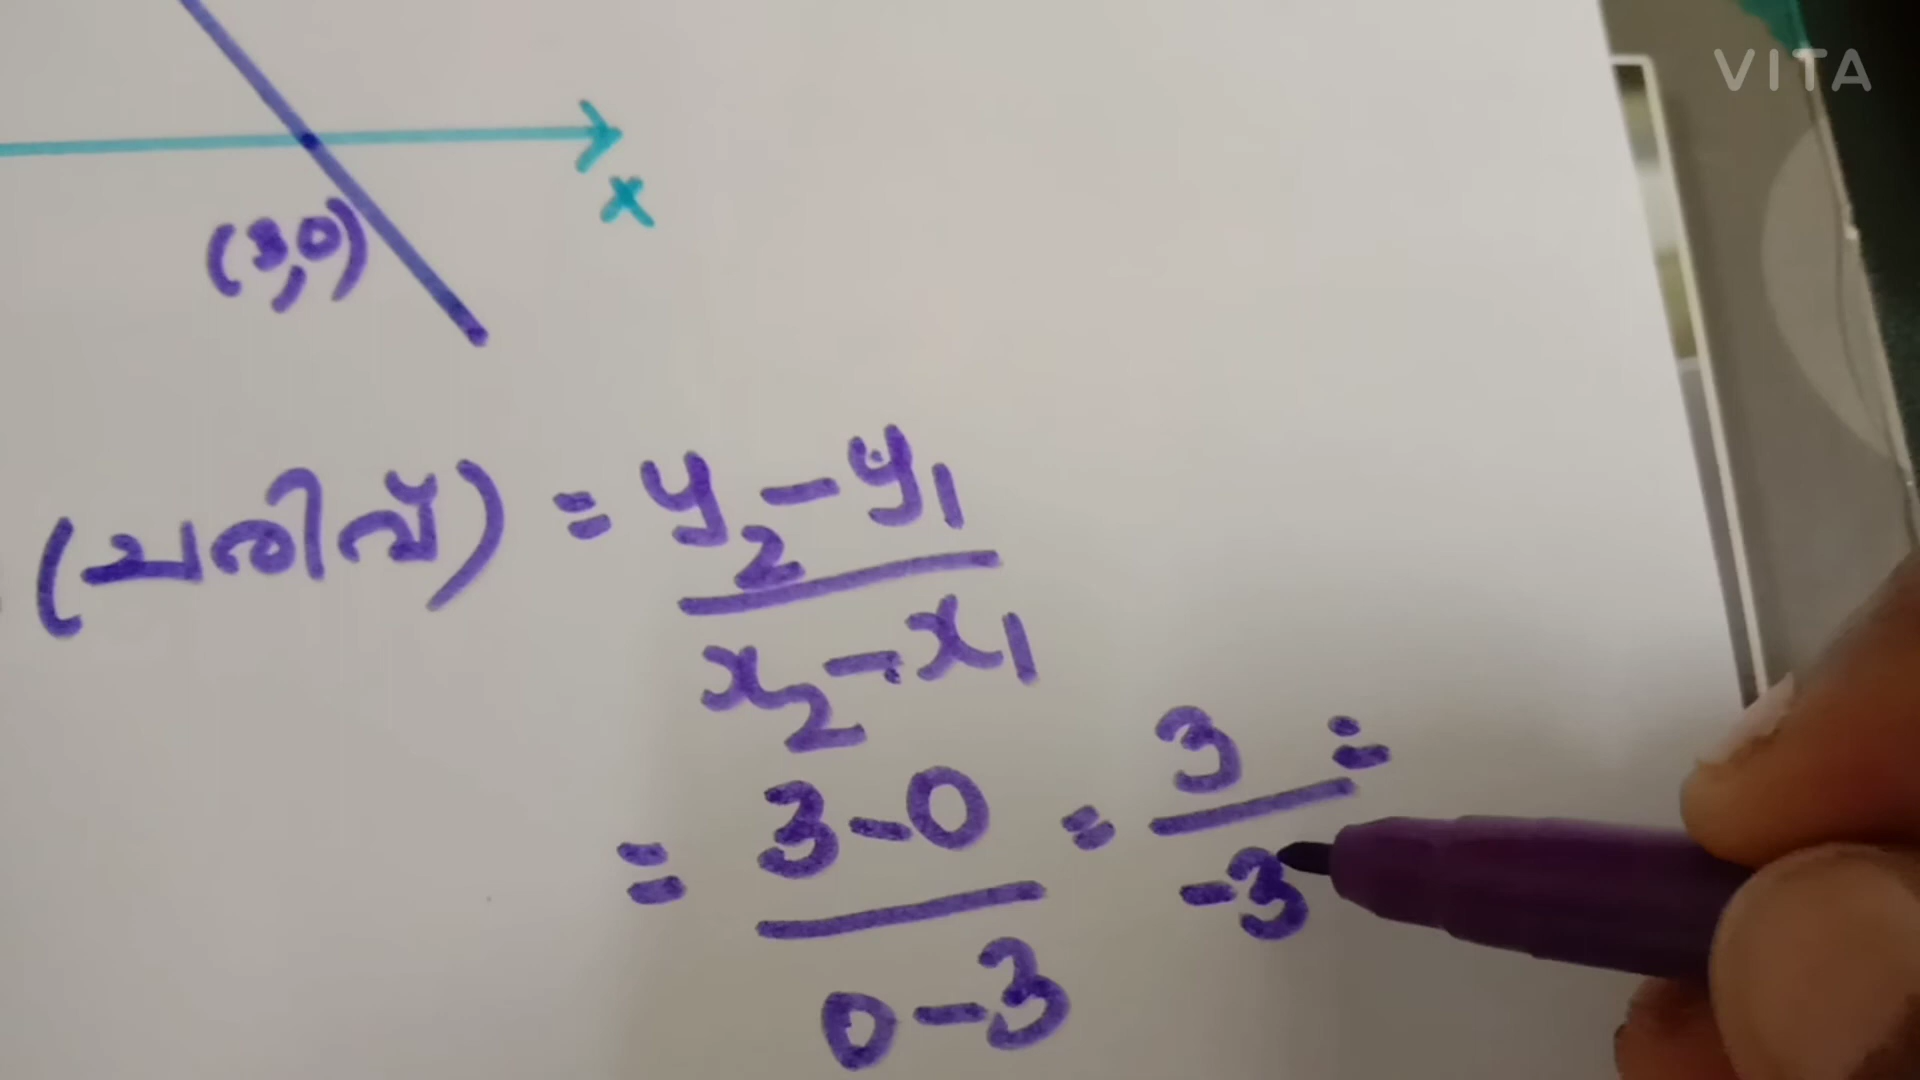 VITA
x
(3,0)
(ചരിവ്) = y₂ - y₁
x₂ - x₁
= 3 - 0 = 3 =
0 - 3 -3